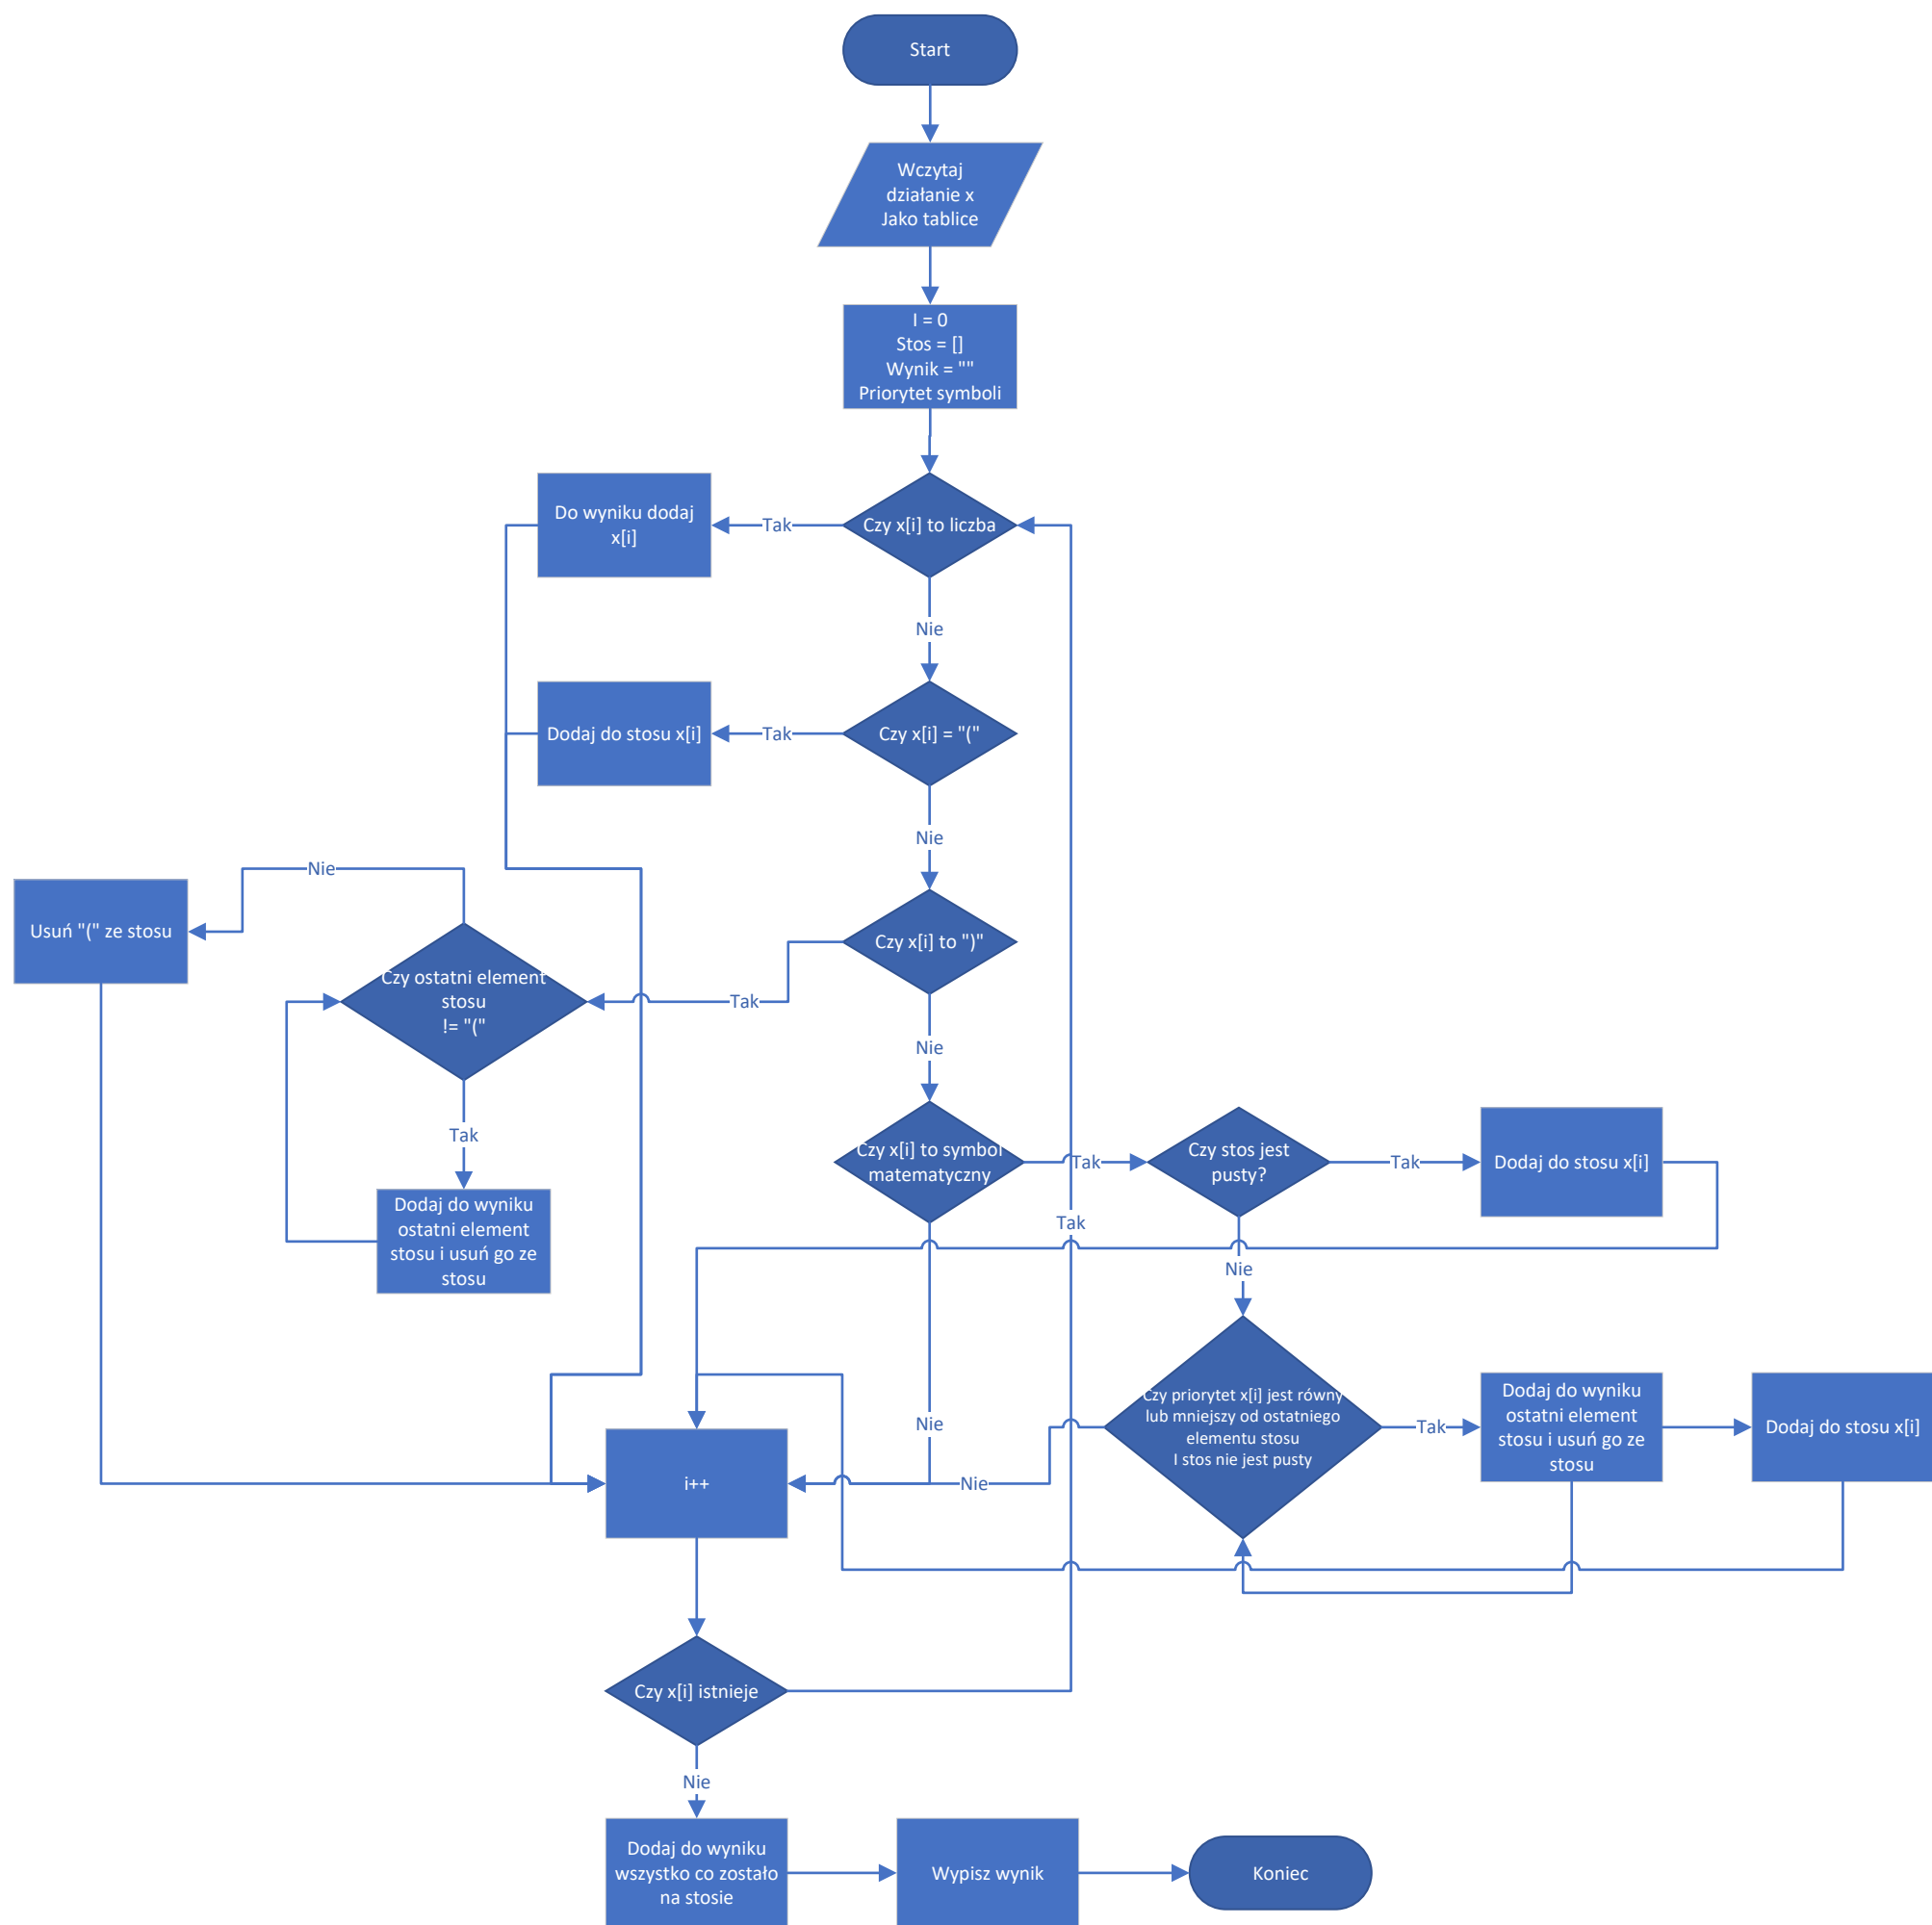 Start
Wczytaj
działanie x
Jako tablice
I = 0
Stos = []
Wynik = ""
Priorytet symboli
Do wyniku dodaj
x[i]
Tak
Czy x[i] to liczba
Nie
Dodaj do stosu x[i]
Tak
Czy x[i] = "("
Nie
Nie
Usuń "(" ze stosu
Czy x[i] to ")"
Czy ostatni element
stosu
!= "("
Tak
Nie
Tak
Czy x[i] to symbol
matematyczny
Tak
Czy stos jest
pusty?
Tak
Dodaj do stosu x[i]
Dodaj do wyniku
ostatni element
stosu i usuń go ze
stosu
Tak
Nie
Czy priorytet x[i] jest równy
lub mniejszy od ostatniego
elementu stosu
I stos nie jest pusty
Tak
Dodaj do wyniku
ostatni element
stosu i usuń go ze
stosu
Dodaj do stosu x[i]
Nie
Nie
i++
Czy x[i] istnieje
Nie
Dodaj do wyniku
wszystko co zostało
na stosie
Wypisz wynik
Koniec